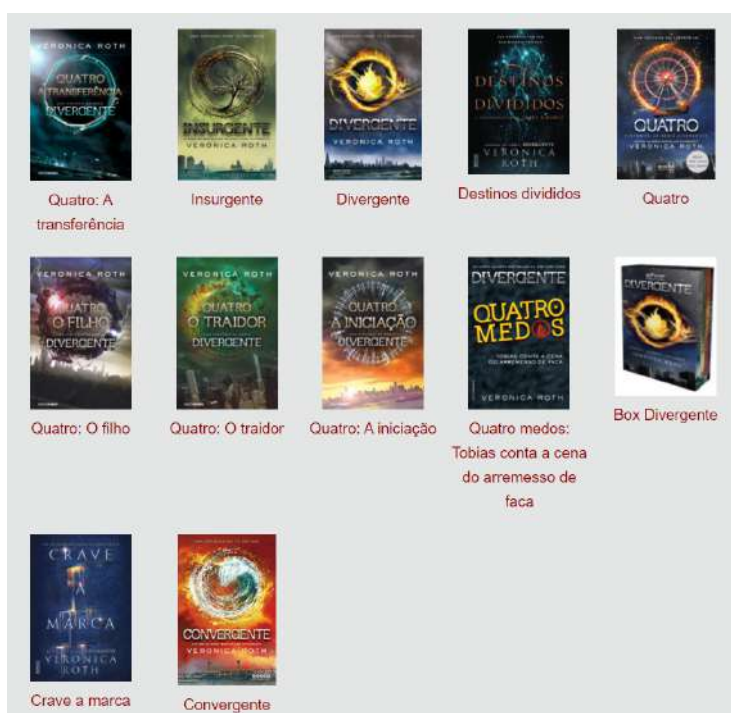 VERONICA ROTH
QUATRO
A TRANSFERÊNCIA
DIVERGENTE
INSURGENTE
VERONICA ROTH
DIVERGENTE
VERONICA ROTH
DESTINOS
DIVIDIDOS
VERONICA
ROTH
QUATRO
VERONICA ROTH
Quatro: A
transferência
Insurgente
Divergente
Destinos divididos
Quatro
VERONICA ROTH
QUATRO
O FILHO
DIVERGENTE
VERONICA ROTH
QUATRO
O TRAIDOR
DIVERGENTE
VERONICA ROTH
QUATRO
A INICIAÇÃO
DIVERGENTE
DIVERGENTE
QUATRO
MEDOS
TOBIAS CONTA A CENA
DO ARREMESSO DE FACA
VERONICA ROTH
DIVERGENTE
Quatro: O filho
Quatro: O traidor
Quatro: A iniciação
Quatro medos:
Tobias conta a cena
do arremesso de
faca
Box Divergente
CRAVE
A
MARCA
VERONICA
ROTH
CONVERGENTE
VERONICA ROTH
Crave a marca
Convergente